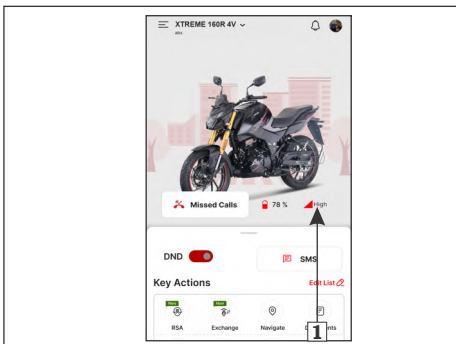 XTREME 160R 4V
Missed Calls 78 % High
DND SMS
Key Actions Edit List
New New
RSA Exchange Navigate
1